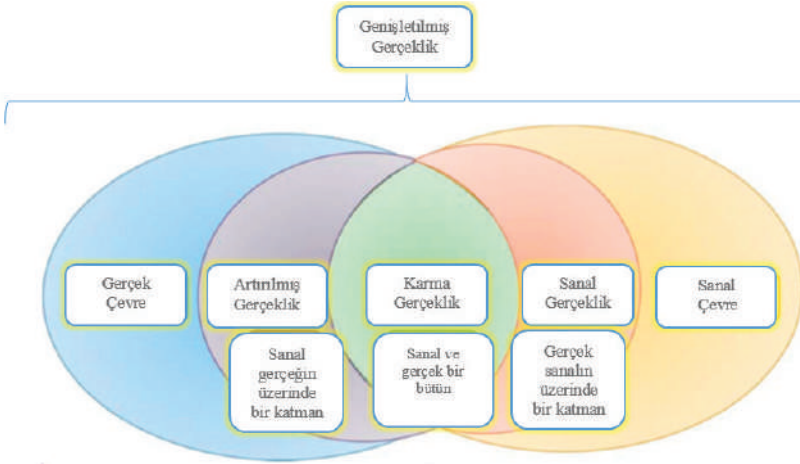 Genişletilmiş
Gerçeklik
Gerçek
Çevre
Artırılmış
Gerçeklik
Karma
Gerçeklik
Sanal
Gerçeklik
Sanal
Çevre
Sanal
gerçeğin
üzerinde
bir katman
Sanal ve
gerçek bir
bütün
Gerçek
sanalın
üzerinde
bir katman